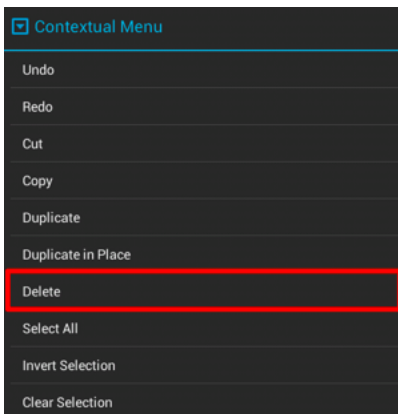 Contextual Menu
Undo
Redo
Cut
Copy
Duplicate
Duplicate in Place
Delete
Select All
Invert Selection
Clear Selection